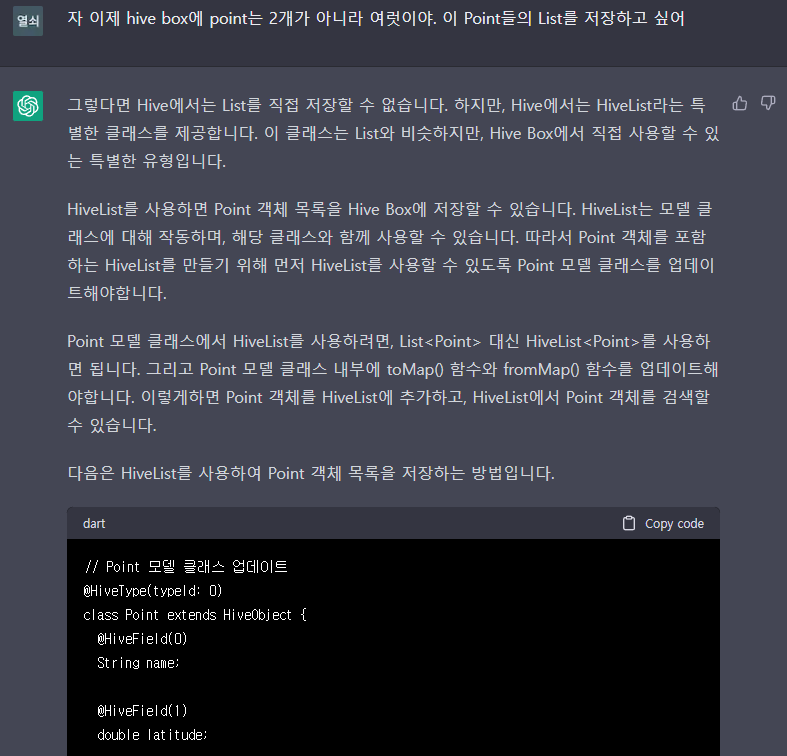 열쇠
자 이제 hive box에 point는 2개가 아니라 여럿이야. 이 Point들의 List를 저장하고 싶어
그렇다면 Hive에서는 List를 직접 저장할 수 없습니다. 하지만, Hive에서는 HiveList라는 특
별한 클래스를 제공합니다. 이 클래스는 List와 비슷하지만, Hive Box에서 직접 사용할 수 있
는 특별한 유형입니다.
HiveList를 사용하면 Point 객체 목록을 Hive Box에 저장할 수 있습니다. HiveList는 모델 클
래스에 대해 작동하며, 해당 클래스와 함께 사용할 수 있습니다. 따라서 Point 객체를 포함
하는 HiveList를 만들기 위해 먼저 HiveList를 사용할 수 있도록 Point 모델 클래스를 업데이
트해야합니다.
Point 모델 클래스에서 HiveList를 사용하려면, List<Point> 대신 HiveList<Point>를 사용하
면 됩니다. 그리고 Point 모델 클래스 내부에 toMap() 함수와 fromMap() 함수를 업데이트해
야합니다. 이렇게하면 Point 객체를 HiveList에 추가하고, HiveList에서 Point 객체를 검색할
수 있습니다.
다음은 HiveList를 사용하여 Point 객체 목록을 저장하는 방법입니다.
dart
Copy code
// Point 모델 클래스 업데이트
@HiveType(typeId: 0)
class Point extends HiveObject {
@HiveField(0)
String name;
@HiveField(1)
double latitude;